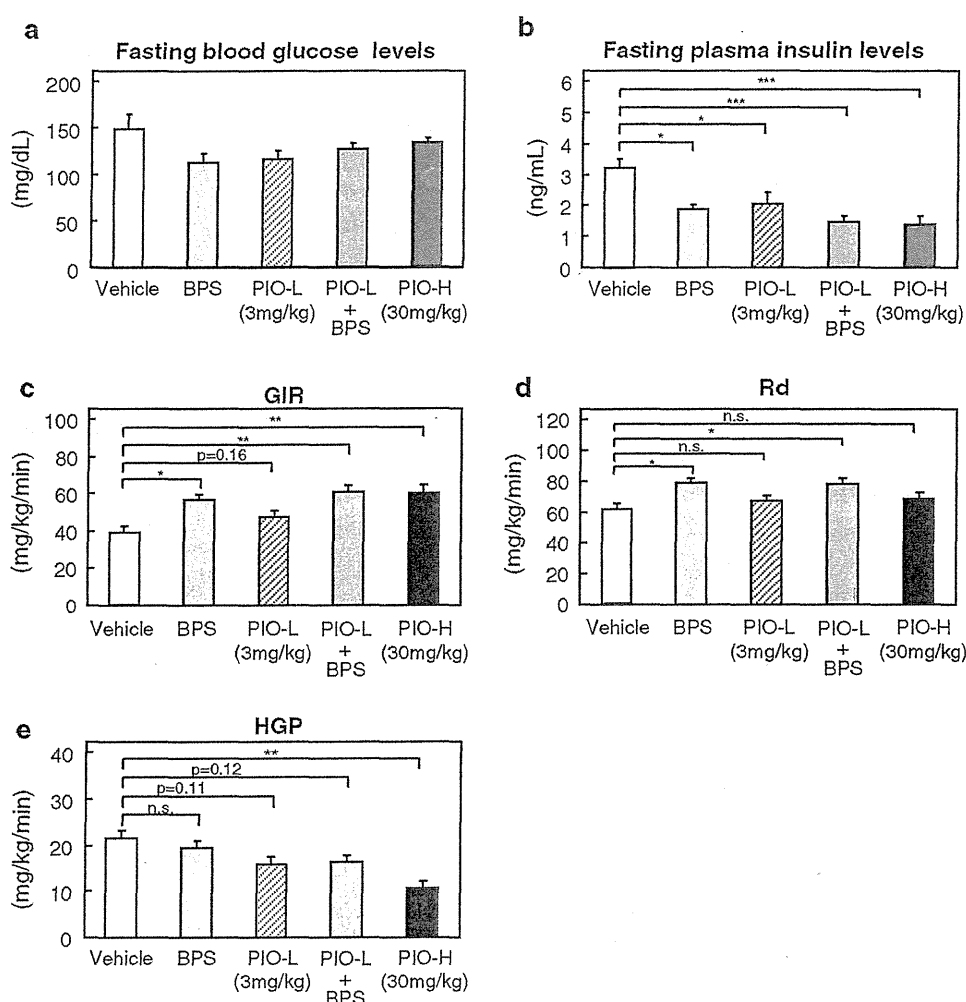 a
Fasting blood glucose levels
(mg/dL)
200
150
100
50
0
Vehicle BPS PIO-L PIO-L PIO-H
(3mg/kg) + (30mg/kg)
BPS
b
Fasting plasma insulin levels
(ng/mL)
6
5
4
3
2
1
0
***
***
*
*
Vehicle BPS PIO-L PIO-L PIO-H
(3mg/kg) + (30mg/kg)
BPS
c
GIR
(mg/kg/min)
100
80
60
40
20
0
**
**
p=0.16
*
Vehicle BPS PIO-L PIO-L PIO-H
(3mg/kg) + (30mg/kg)
BPS
d
Rd
(mg/kg/min)
120
100
80
60
40
20
0
n.s.
*
n.s.
*
Vehicle BPS PIO-L PIO-L PIO-H
(3mg/kg) + (30mg/kg)
BPS
e
HGP
(mg/kg/min)
40
30
20
10
0
**
p=0.12
p=0.11
n.s.
Vehicle BPS PIO-L PIO-L PIO-H
(3mg/kg) + (30mg/kg)
BPS